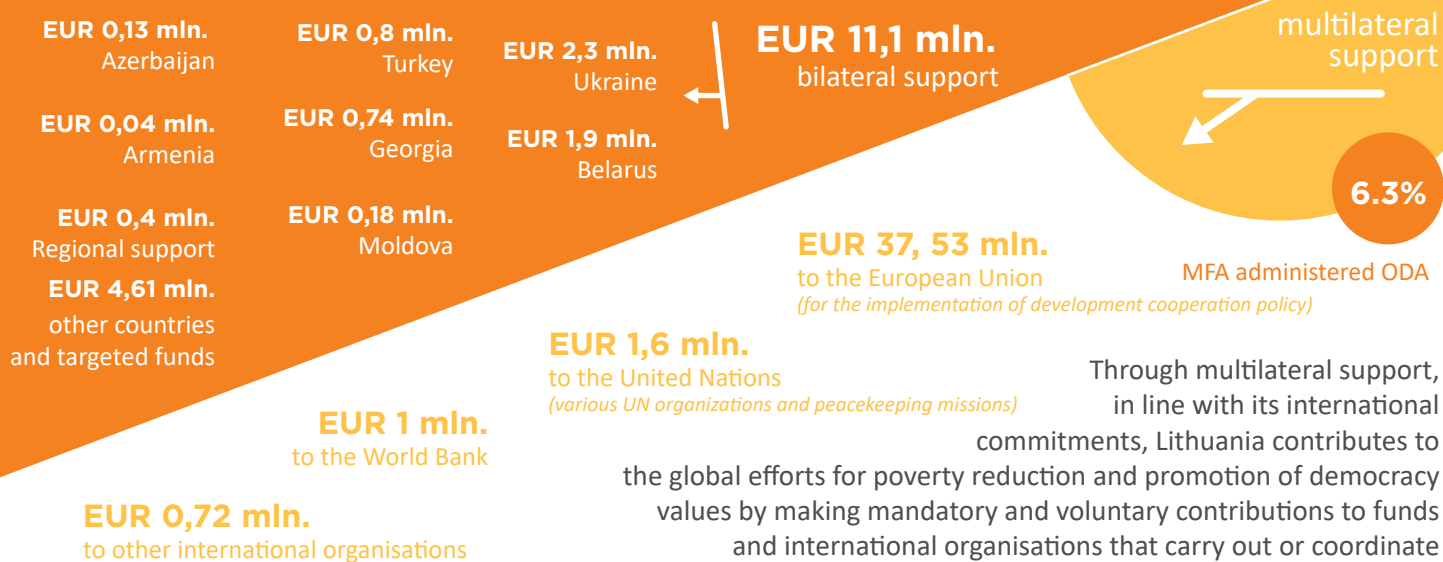 EUR 0,13 mln.
Azerbaijan
EUR 0,04 mln.
Armenia
EUR 0,4 mln.
Regional support
EUR 4,61 mln.
other countries
and targeted funds
EUR 0,8 mln.
Turkey
EUR 0,74 mln.
Georgia
EUR 0,18 mln.
Moldova
EUR 2,3 mln.
Ukraine
EUR 1,9 mln.
Belarus
EUR 11,1 mln.
bilateral support
multilateral
support
6.3%
MFA administered ODA
EUR 37, 53 mln.
to the European Union
(for the implementation of development cooperation policy)
EUR 1,6 mln.
to the United Nations
(various UN organizations and peacekeeping missions)
EUR 1 mln.
to the World Bank
EUR 0,72 mln.
to other international organisations
Through multilateral support,
in line with its international
commitments, Lithuania contributes to
the global efforts for poverty reduction and promotion of democracy
values by making mandatory and voluntary contributions to funds
and international organisations that carry out or coordinate